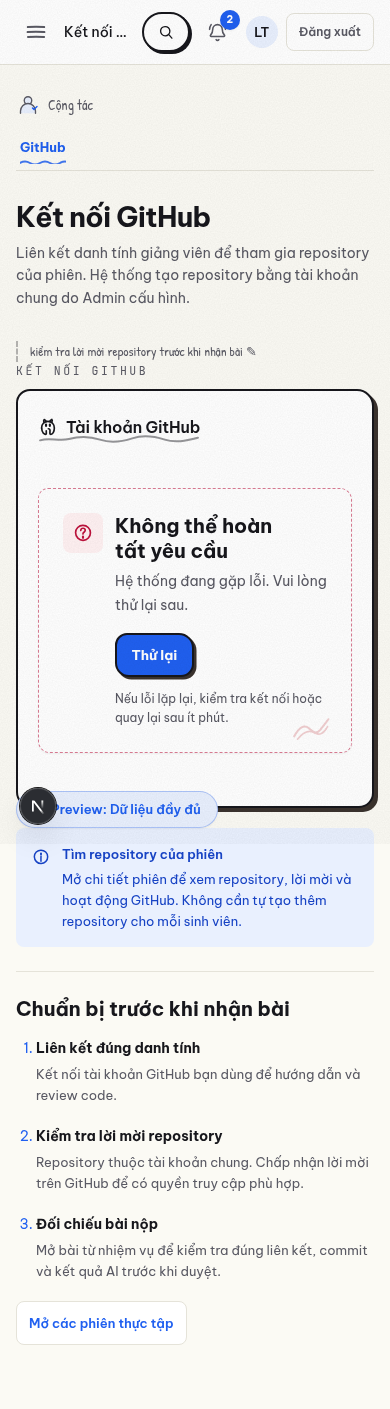 Kết nối ...
2
LT
Đăng xuất
Cộng tác
GitHub
Kết nối GitHub
Liên kết danh tính giảng viên để tham gia repository
của phiên. Hệ thống tạo repository bằng tài khoản
chung do Admin cấu hình.
kiểm tra lời mời repository trước khi nhận bài ✎
KẾT NỐI GITHUB
Tài khoản GitHub
Không thể hoàn
tất yêu cầu
Hệ thống đang gặp lỗi. Vui lòng
thử lại sau.
Thử lại
Nếu lỗi lặp lại, kiểm tra kết nối hoặc
quay lại sau ít phút.
N
Preview: Dữ liệu đầy đủ
Tìm repository của phiên
Mở chi tiết phiên để xem repository, lời mời và
hoạt động GitHub. Không cần tự tạo thêm
repository cho mỗi sinh viên.
Chuẩn bị trước khi nhận bài
1. Liên kết đúng danh tính
Kết nối tài khoản GitHub bạn dùng để hướng dẫn và
review code.
2. Kiểm tra lời mời repository
Repository thuộc tài khoản chung. Chấp nhận lời mời
trên GitHub để có quyền truy cập phù hợp.
3. Đối chiếu bài nộp
Mở bài từ nhiệm vụ để kiểm tra đúng liên kết, commit
và kết quả AI trước khi duyệt.
Mở các phiên thực tập